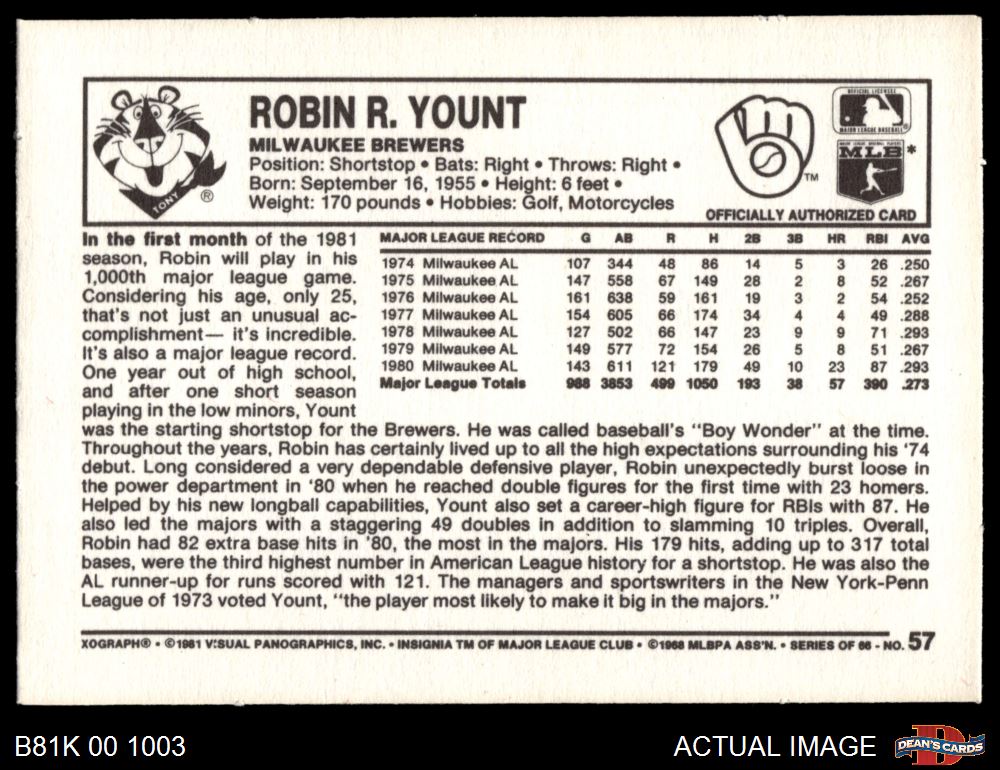 ROBIN R. YOUNT
MILWAUKEE BREWERS
Position: Shortstop • Bats: Right • Throws: Right •
Born: September 16, 1955 • Height: 6 feet •
Weight: 170 pounds • Hobbies: Golf, Motorcycles
TONY
®
TM
OFFICIAL LICENSEE
MAJOR LEAGUE BASEBALL
MLB *
OFFICIALLY AUTHORIZED CARD
In the first month of the 1981
season, Robin will play in his
1,000th major league game.
Considering his age, only 25,
that's not just an unusual ac-
complishment— it's incredible.
It's also a major league record.
One year out of high school,
and after one short season
playing in the low minors, Yount
MAJOR LEAGUE RECORD G AB R H 2B 3B HR RBI AVG
1974 Milwaukee AL 107 344 48 86 14 5 3 26 .250
1975 Milwaukee AL 147 558 67 149 28 2 8 52 .267
1976 Milwaukee AL 161 638 59 161 19 3 2 54 .252
1977 Milwaukee AL 154 605 66 174 34 4 4 49 .288
1978 Milwaukee AL 127 502 66 147 23 9 9 71 .293
1979 Milwaukee AL 149 577 72 154 26 5 8 51 .267
1980 Milwaukee AL 143 611 121 179 49 10 23 87 .293
Major League Totals 988 3853 499 1050 193 38 57 390 .273
was the starting shortstop for the Brewers. He was called baseball's "Boy Wonder" at the time.
Throughout the years, Robin has certainly lived up to all the high expectations surrounding his '74
debut. Long considered a very dependable defensive player, Robin unexpectedly burst loose in
the power department in '80 when he reached double figures for the first time with 23 homers.
Helped by his new longball capabilities, Yount also set a career-high figure for RBIs with 87. He
also led the majors with a staggering 49 doubles in addition to slamming 10 triples. Overall,
Robin had 82 extra base hits in '80, the most in the majors. His 179 hits, adding up to 317 total
bases, were the third highest number in American League history for a shortstop. He was also the
AL runner-up for runs scored with 121. The managers and sportswriters in the New York-Penn
League of 1973 voted Yount, "the player most likely to make it big in the majors."
XOGRAPH® • ©1981 V'SUAL PANOGRAPHICS, INC. • INSIGNIA TM OF MAJOR LEAGUE CLUB • ©1968 MLBPA ASS'N. • SERIES OF 66 - NO. 57
B81K 00 1003
ACTUAL IMAGE
DEAN'S CARDS